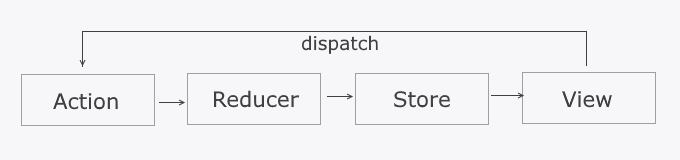 dispatch
Action
Reducer
Store
View